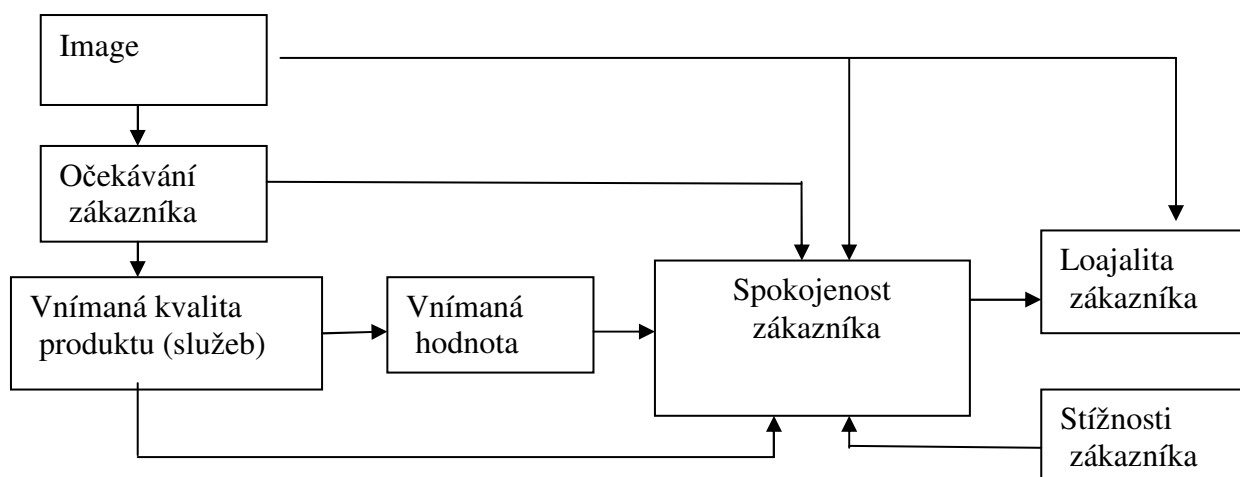 Image
Očekávání
zákazníka
Vnímaná kvalita
produktu (služeb)
Vnímaná
hodnota
Spokojenost
zákazníka
Loajalita
zákazníka
Stížnosti
zákazníka